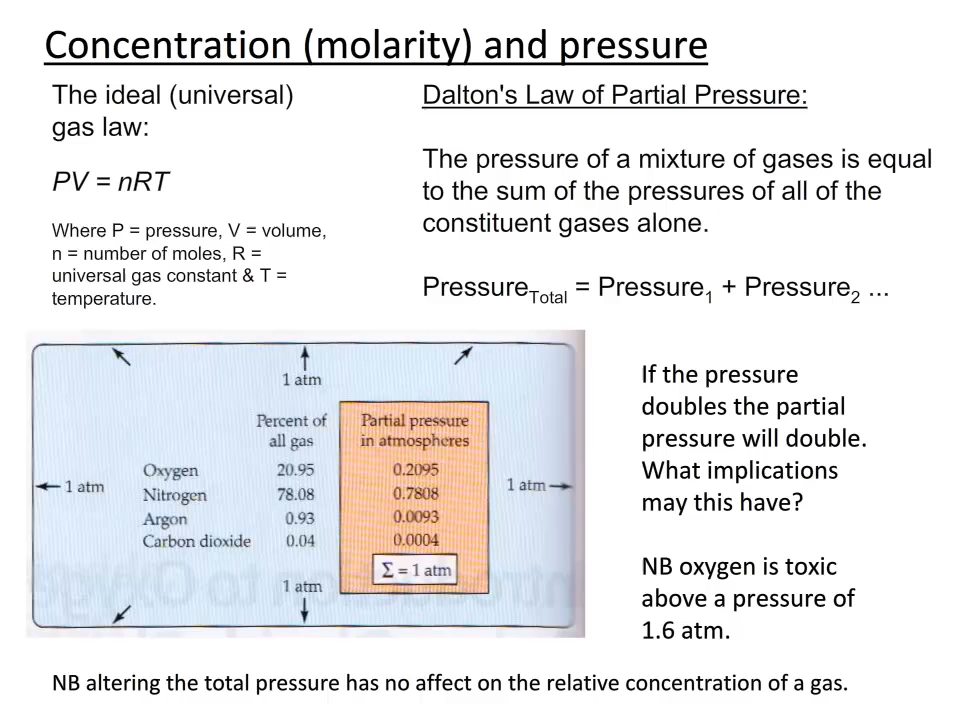 Concentration (molarity) and pressure
The ideal (universal)
gas law:
PV = nRT
Where P = pressure, V = volume,
n = number of moles, R =
universal gas constant & T =
temperature.
Dalton's Law of Partial Pressure:
The pressure of a mixture of gases is equal
to the sum of the pressures of all of the
constituent gases alone.
Pressure_Total = Pressure_1 + Pressure_2 ...
1 atm
Percent of all gas
Partial pressure in atmospheres
Oxygen 20.95 0.2095
1 atm
1 atm
Nitrogen 78.08 0.7808
Argon 0.93 0.0093
Carbon dioxide 0.04 0.0004
Σ = 1 atm
1 atm
If the pressure
doubles the partial
pressure will double.
What implications
may this have?
NB oxygen is toxic
above a pressure of
1.6 atm.
NB altering the total pressure has no affect on the relative concentration of a gas.